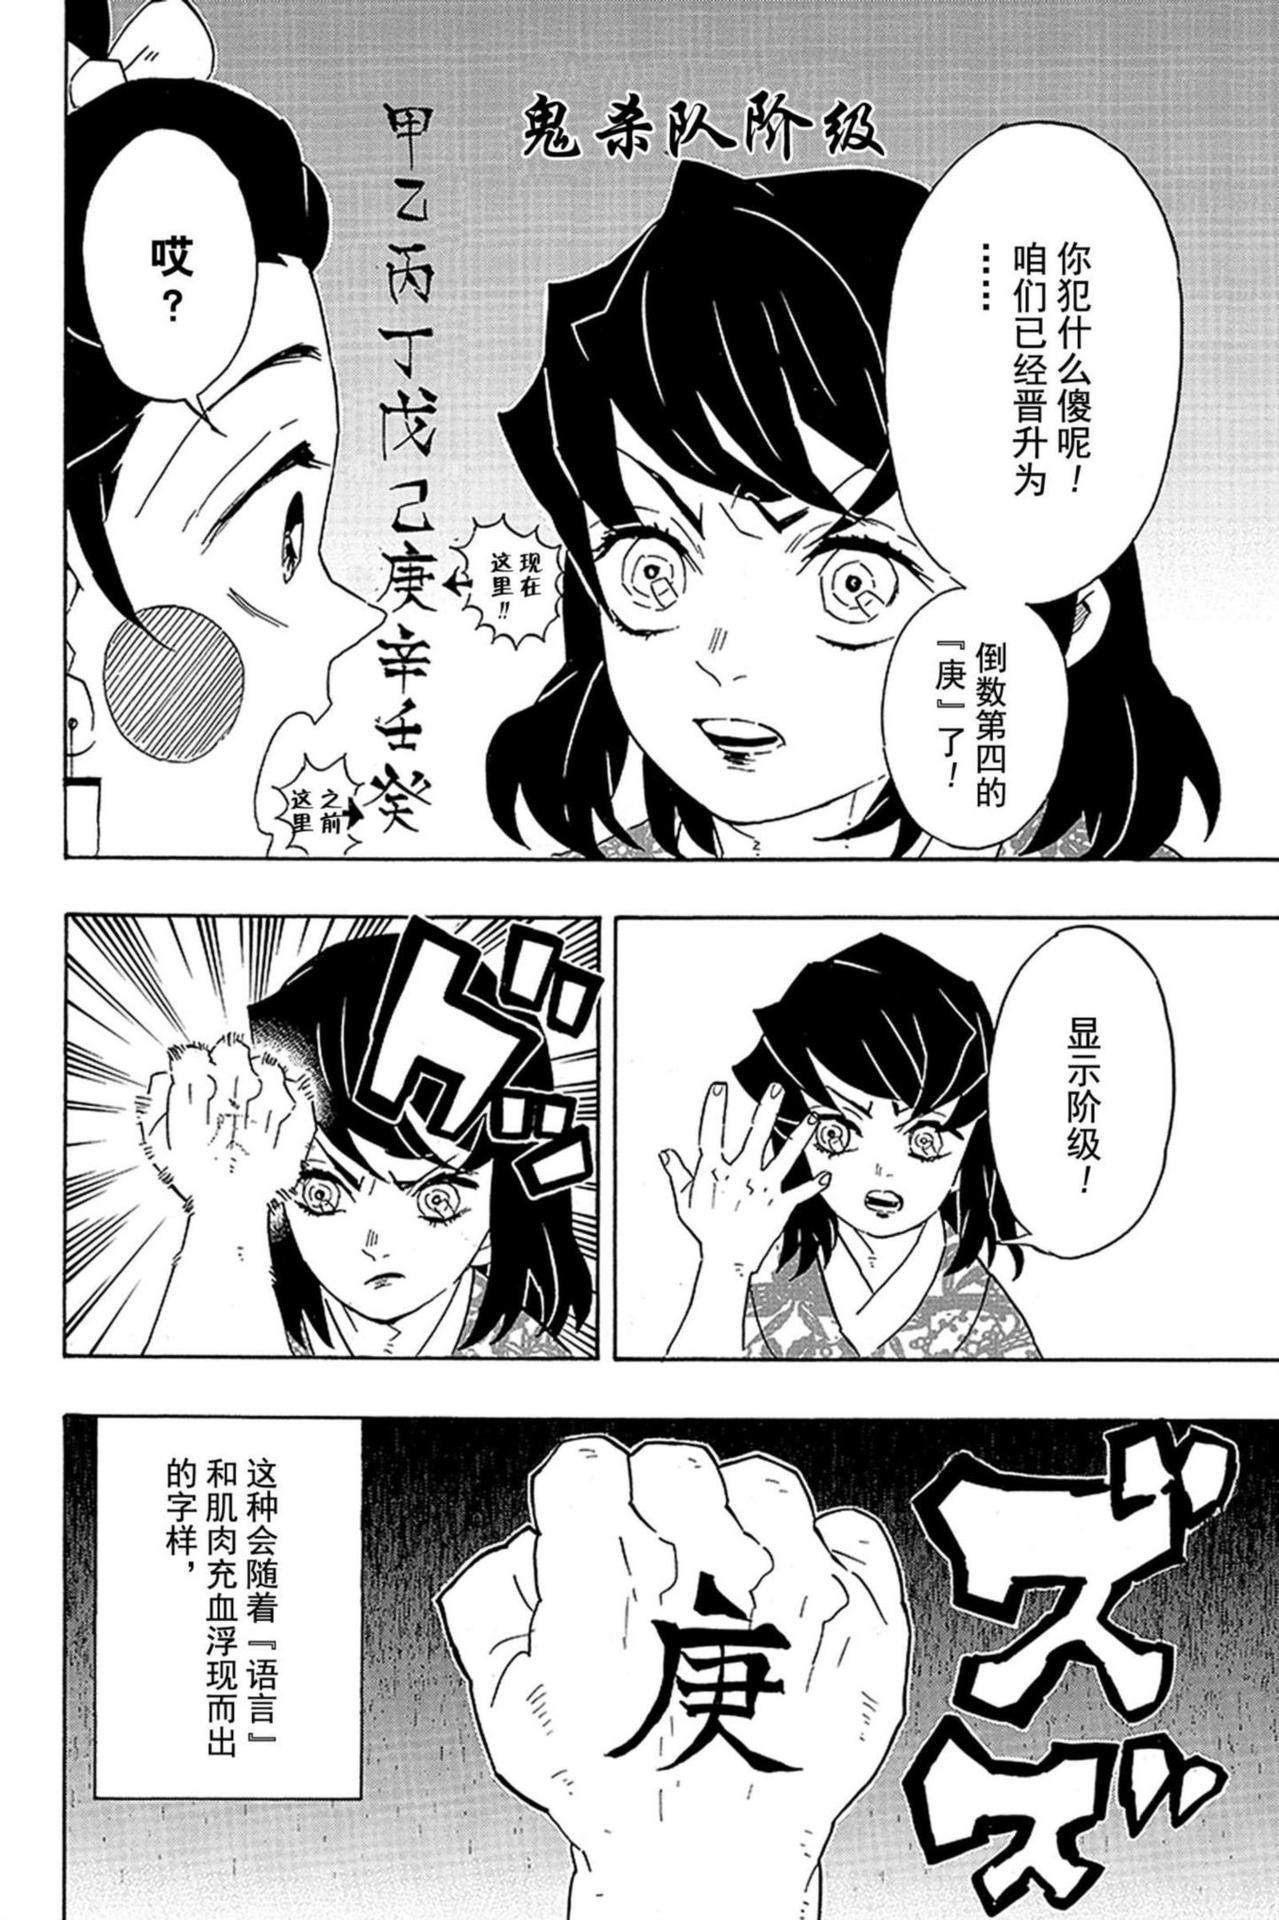 鬼杀队阶级
你犯什么傻呢！
咱们已经晋升为
……
倒数第四的
『庚』了！
甲乙丙丁戊己庚辛壬癸
现在
这里!!
之前
这里
哎？
显示阶级！
ドグッ
ズズ
庚
这种会随着『语言』
和肌肉充血浮现而出
的字样，